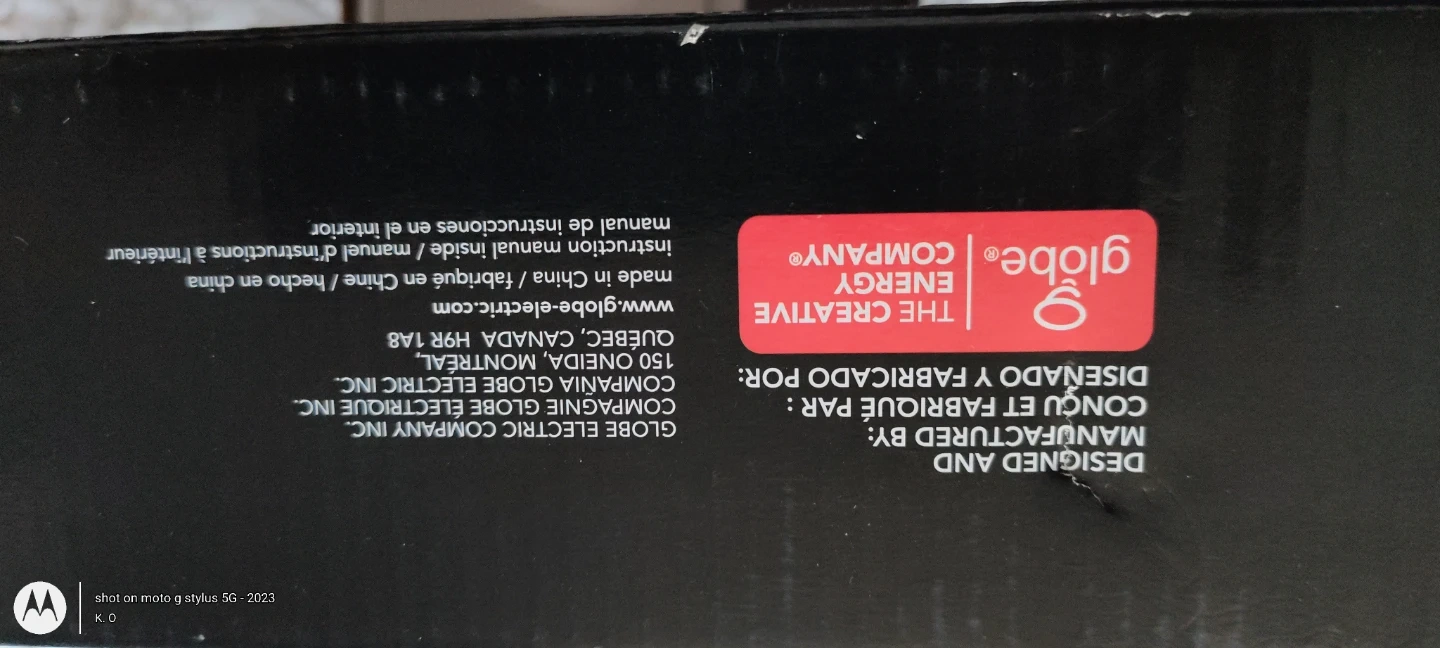 DESIGNED AND
MANUFACTURED BY:
CONÇU ET FABRIQUÉ PAR :
DISEÑADO Y FABRICADO POR:
globe®
THE CREATIVE
ENERGY
COMPANY®
GLOBE ELECTRIC COMPANY INC.
COMPAGNIE GLOBE ÉLECTRIQUE INC.
COMPAÑIA GLOBE ELECTRIC INC.
150 ONEIDA, MONTRÉAL,
QUÉBEC, CANADA H9R 1A8
www.globe-electric.com
made in China / fabriqué en Chine / hecho en china
instruction manual inside / manuel d'instructions à l'intérieur
manual de instrucciones en el interior
shot on moto g stylus 5G - 2023
K. O